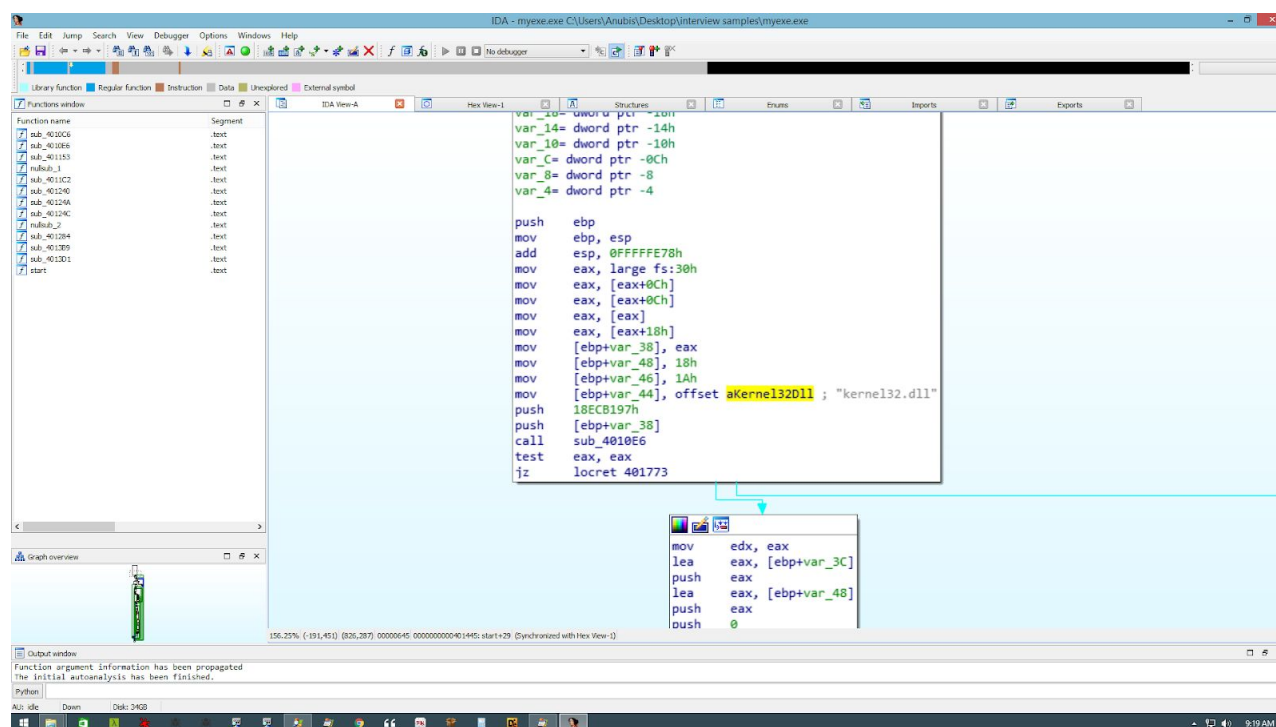 IDA - myexe.exe C:\Users\Anubis\Desktop\interview samples\myexe.exe
File Edit Jump Search View Debugger Options Windows Help
No debugger
Library function Regular function Instruction Data Unexplored External symbol
Functions window
IDA View-A Hex View-1 Structures Enums Imports Exports
Function name Segment
sub_4010C6 .text
sub_4010E6 .text
sub_401153 .text
nullsub_1 .text
sub_4011C2 .text
sub_401240 .text
sub_40124A .text
sub_40124C .text
nullsub_2 .text
sub_401284 .text
sub_4013B9 .text
sub_4013D1 .text
start .text
var_18= dword ptr -18h
var_14= dword ptr -14h
var_10= dword ptr -10h
var_C= dword ptr -0Ch
var_8= dword ptr -8
var_4= dword ptr -4
push ebp
mov ebp, esp
add esp, 0FFFFFE78h
mov eax, large fs:30h
mov eax, [eax+0Ch]
mov eax, [eax+0Ch]
mov eax, [eax]
mov eax, [eax+18h]
mov [ebp+var_38], eax
mov [ebp+var_48], 18h
mov [ebp+var_46], 1Ah
mov [ebp+var_44], offset aKernel32Dll ; "kernel32.dll"
push 18ECB197h
push [ebp+var_38]
call sub_4010E6
test eax, eax
jz locret_401773
mov edx, eax
lea eax, [ebp+var_3C]
push eax
lea eax, [ebp+var_48]
push eax
push 0
Graph overview
156.25% (-191,451) (826,287) 00000645 0000000000401445: start+29 (Synchronized with Hex View-1)
Output window
Function argument information has been propagated
The initial autoanalysis has been finished.
Python
AU: idle Down Disk: 34GB
9:19 AM